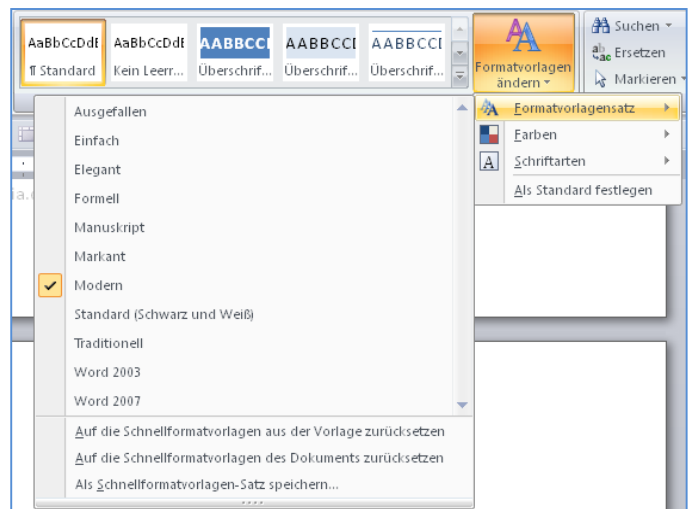 AaBbCcDdE AaBbCcDdE AABBCCI AABBCCI AABBCCI
¶ Standard Kein Leerr... Überschrif... Überschrif... Überschrif...
Formatvorlagen
ändern
Suchen
Ersetzen
Markieren
Formatvorlagensatz
Farben
Schriftarten
Als Standard festlegen
Ausgefallen
Einfach
Elegant
Formell
Manuskript
Markant
Modern
Standard (Schwarz und Weiß)
Traditionell
Word 2003
Word 2007
Auf die Schnellformatvorlagen aus der Vorlage zurücksetzen
Auf die Schnellformatvorlagen des Dokuments zurücksetzen
Als Schnellformatvorlagen-Satz speichern...